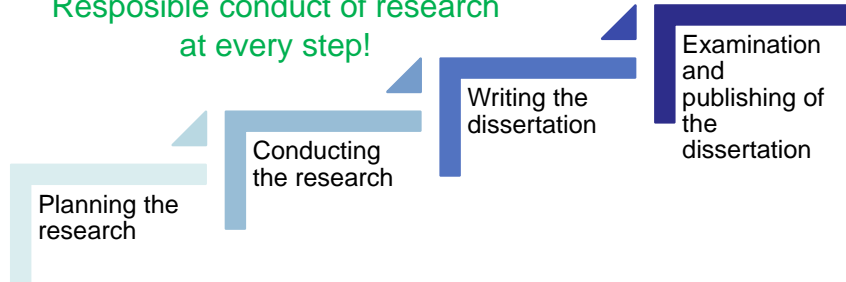 Resposible conduct of research
at every step!
Planning the
research
Conducting
the research
Writing the
dissertation
Examination
and
publishing of
the
dissertation